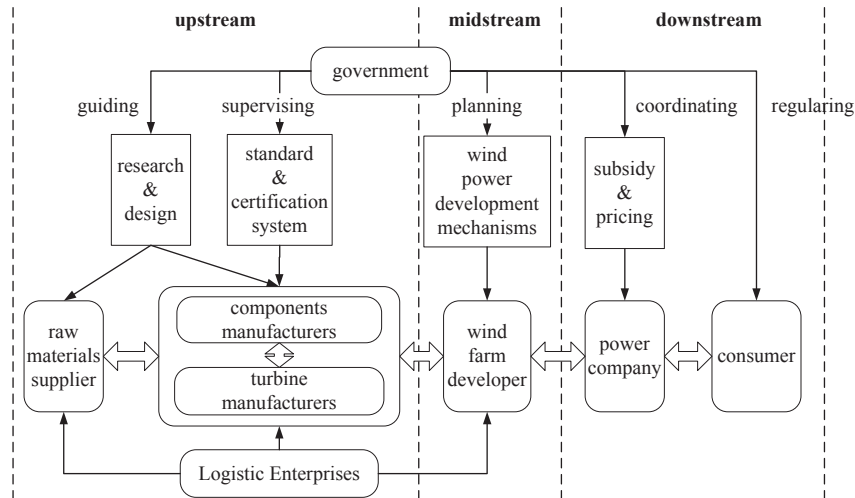 upstream
midstream
downstream
government
guiding
supervising
planning
coordinating
regularing
research
&
design
standard
&
certification
system
wind
power
development
mechanisms
subsidy
&
pricing
raw
materials
supplier
components
manufacturers
turbine
manufacturers
wind
farm
developer
power
company
consumer
Logistic Enterprises